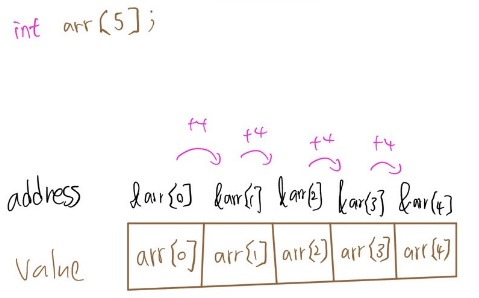 int arr[5];
+4 +4 +4 +4
address &arr[0] &arr[1] &arr[2] &arr[3] &arr[4]
value arr[0] arr[1] arr[2] arr[3] arr[4]